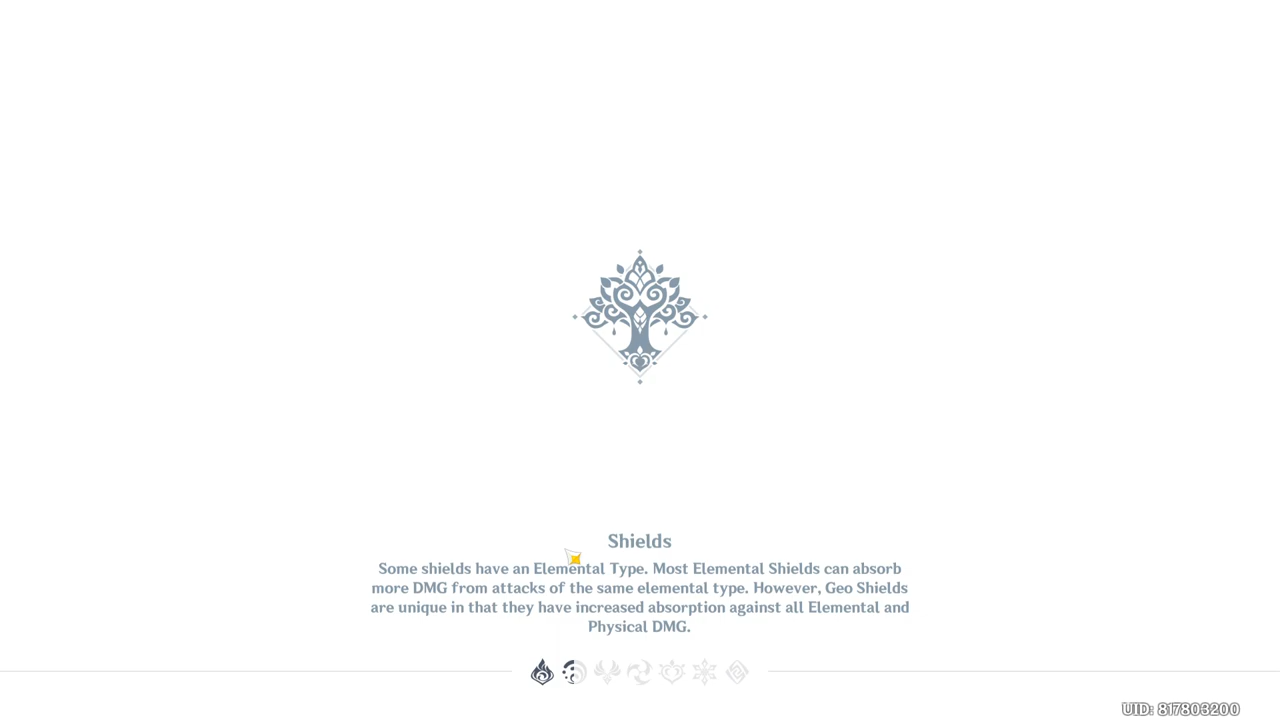 Shields
Some shields have an Elemental Type. Most Elemental Shields can absorb
more DMG from attacks of the same elemental type. However, Geo Shields
are unique in that they have increased absorption against all Elemental and
Physical DMG.
UID: 817803200